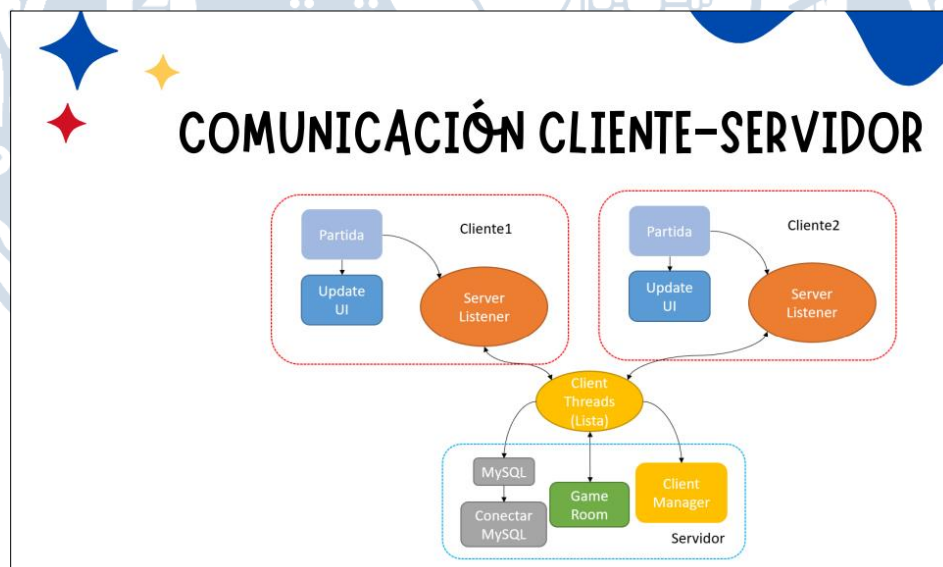 COMUNICACIÓN CLIENTE-SERVIDOR
Partida
Cliente1
Update
UI
Server
Listener
Partida
Cliente2
Update
UI
Server
Listener
Client
Threads
(Lista)
MySQL
Conectar
MySQL
Game
Room
Client
Manager
Servidor